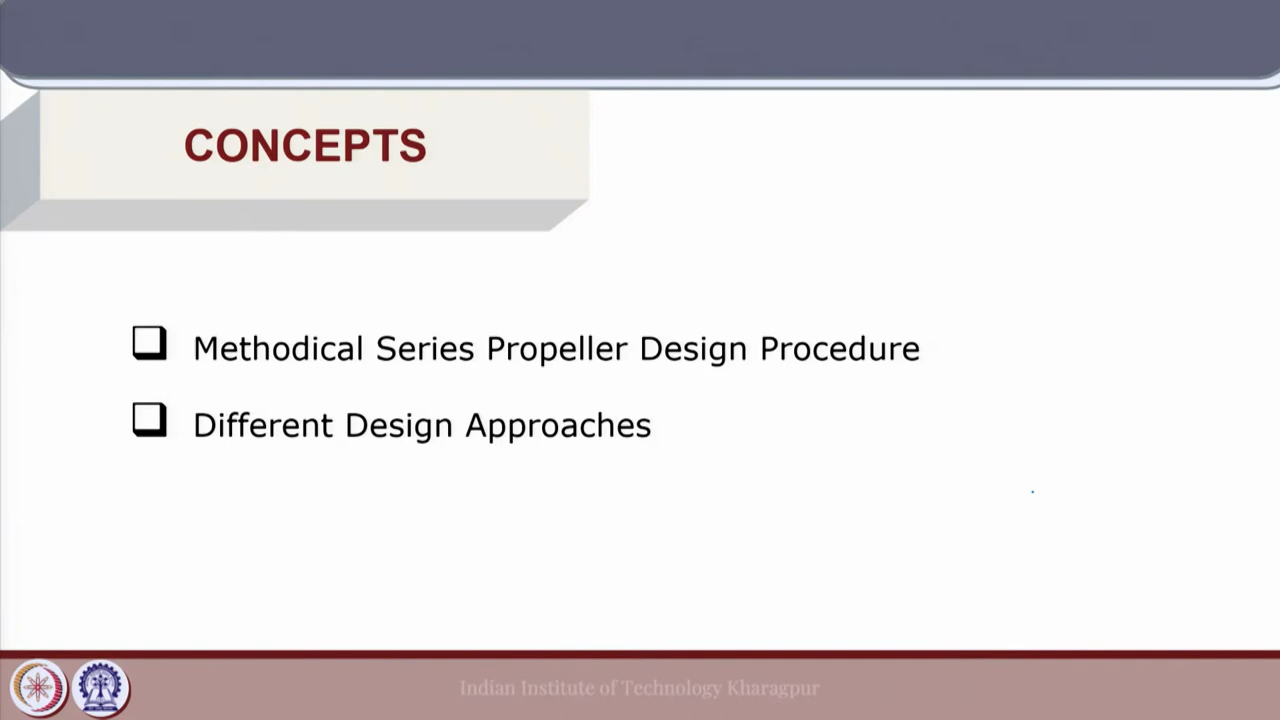 CONCEPTS
Methodical Series Propeller Design Procedure
Different Design Approaches
Indian Institute of Technology Kharagpur